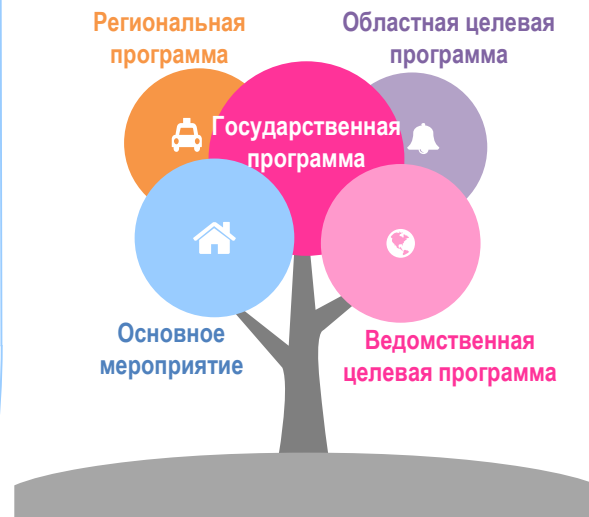 Региональная
программа
Областная целевая
программа
Государственная
программа
Основное
мероприятие
Ведомственная
целевая программа